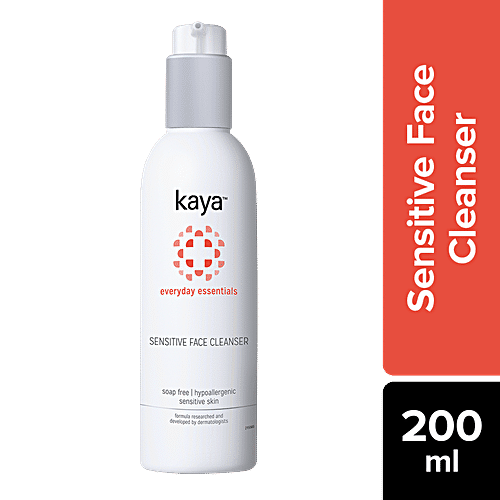 kaya™
everyday essentials
SENSITIVE FACE CLEANSER
soap free | hypoallergenic
sensitive skin
formula researched and
developed by dermatologists
Sensitive Face
Cleanser
200
ml